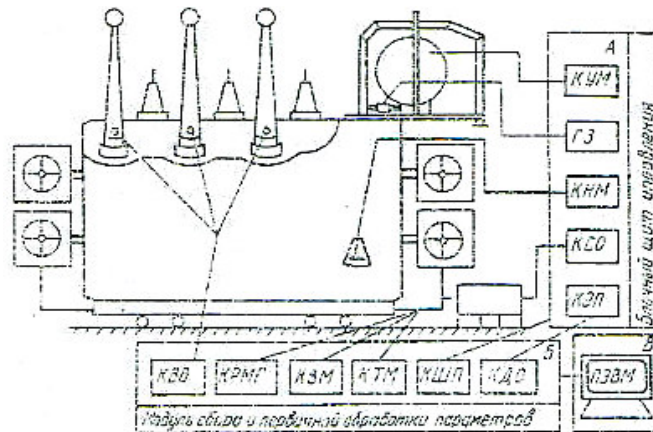 А
КУМ
ГЗ
КНМ
КСО
КЭП
Блочный щит управления
Б
В
КВВ
КРМГ
КВМ
КТМ
КШП
КДО
ПЭВМ
Модуль сбора и первичной обработки параметров